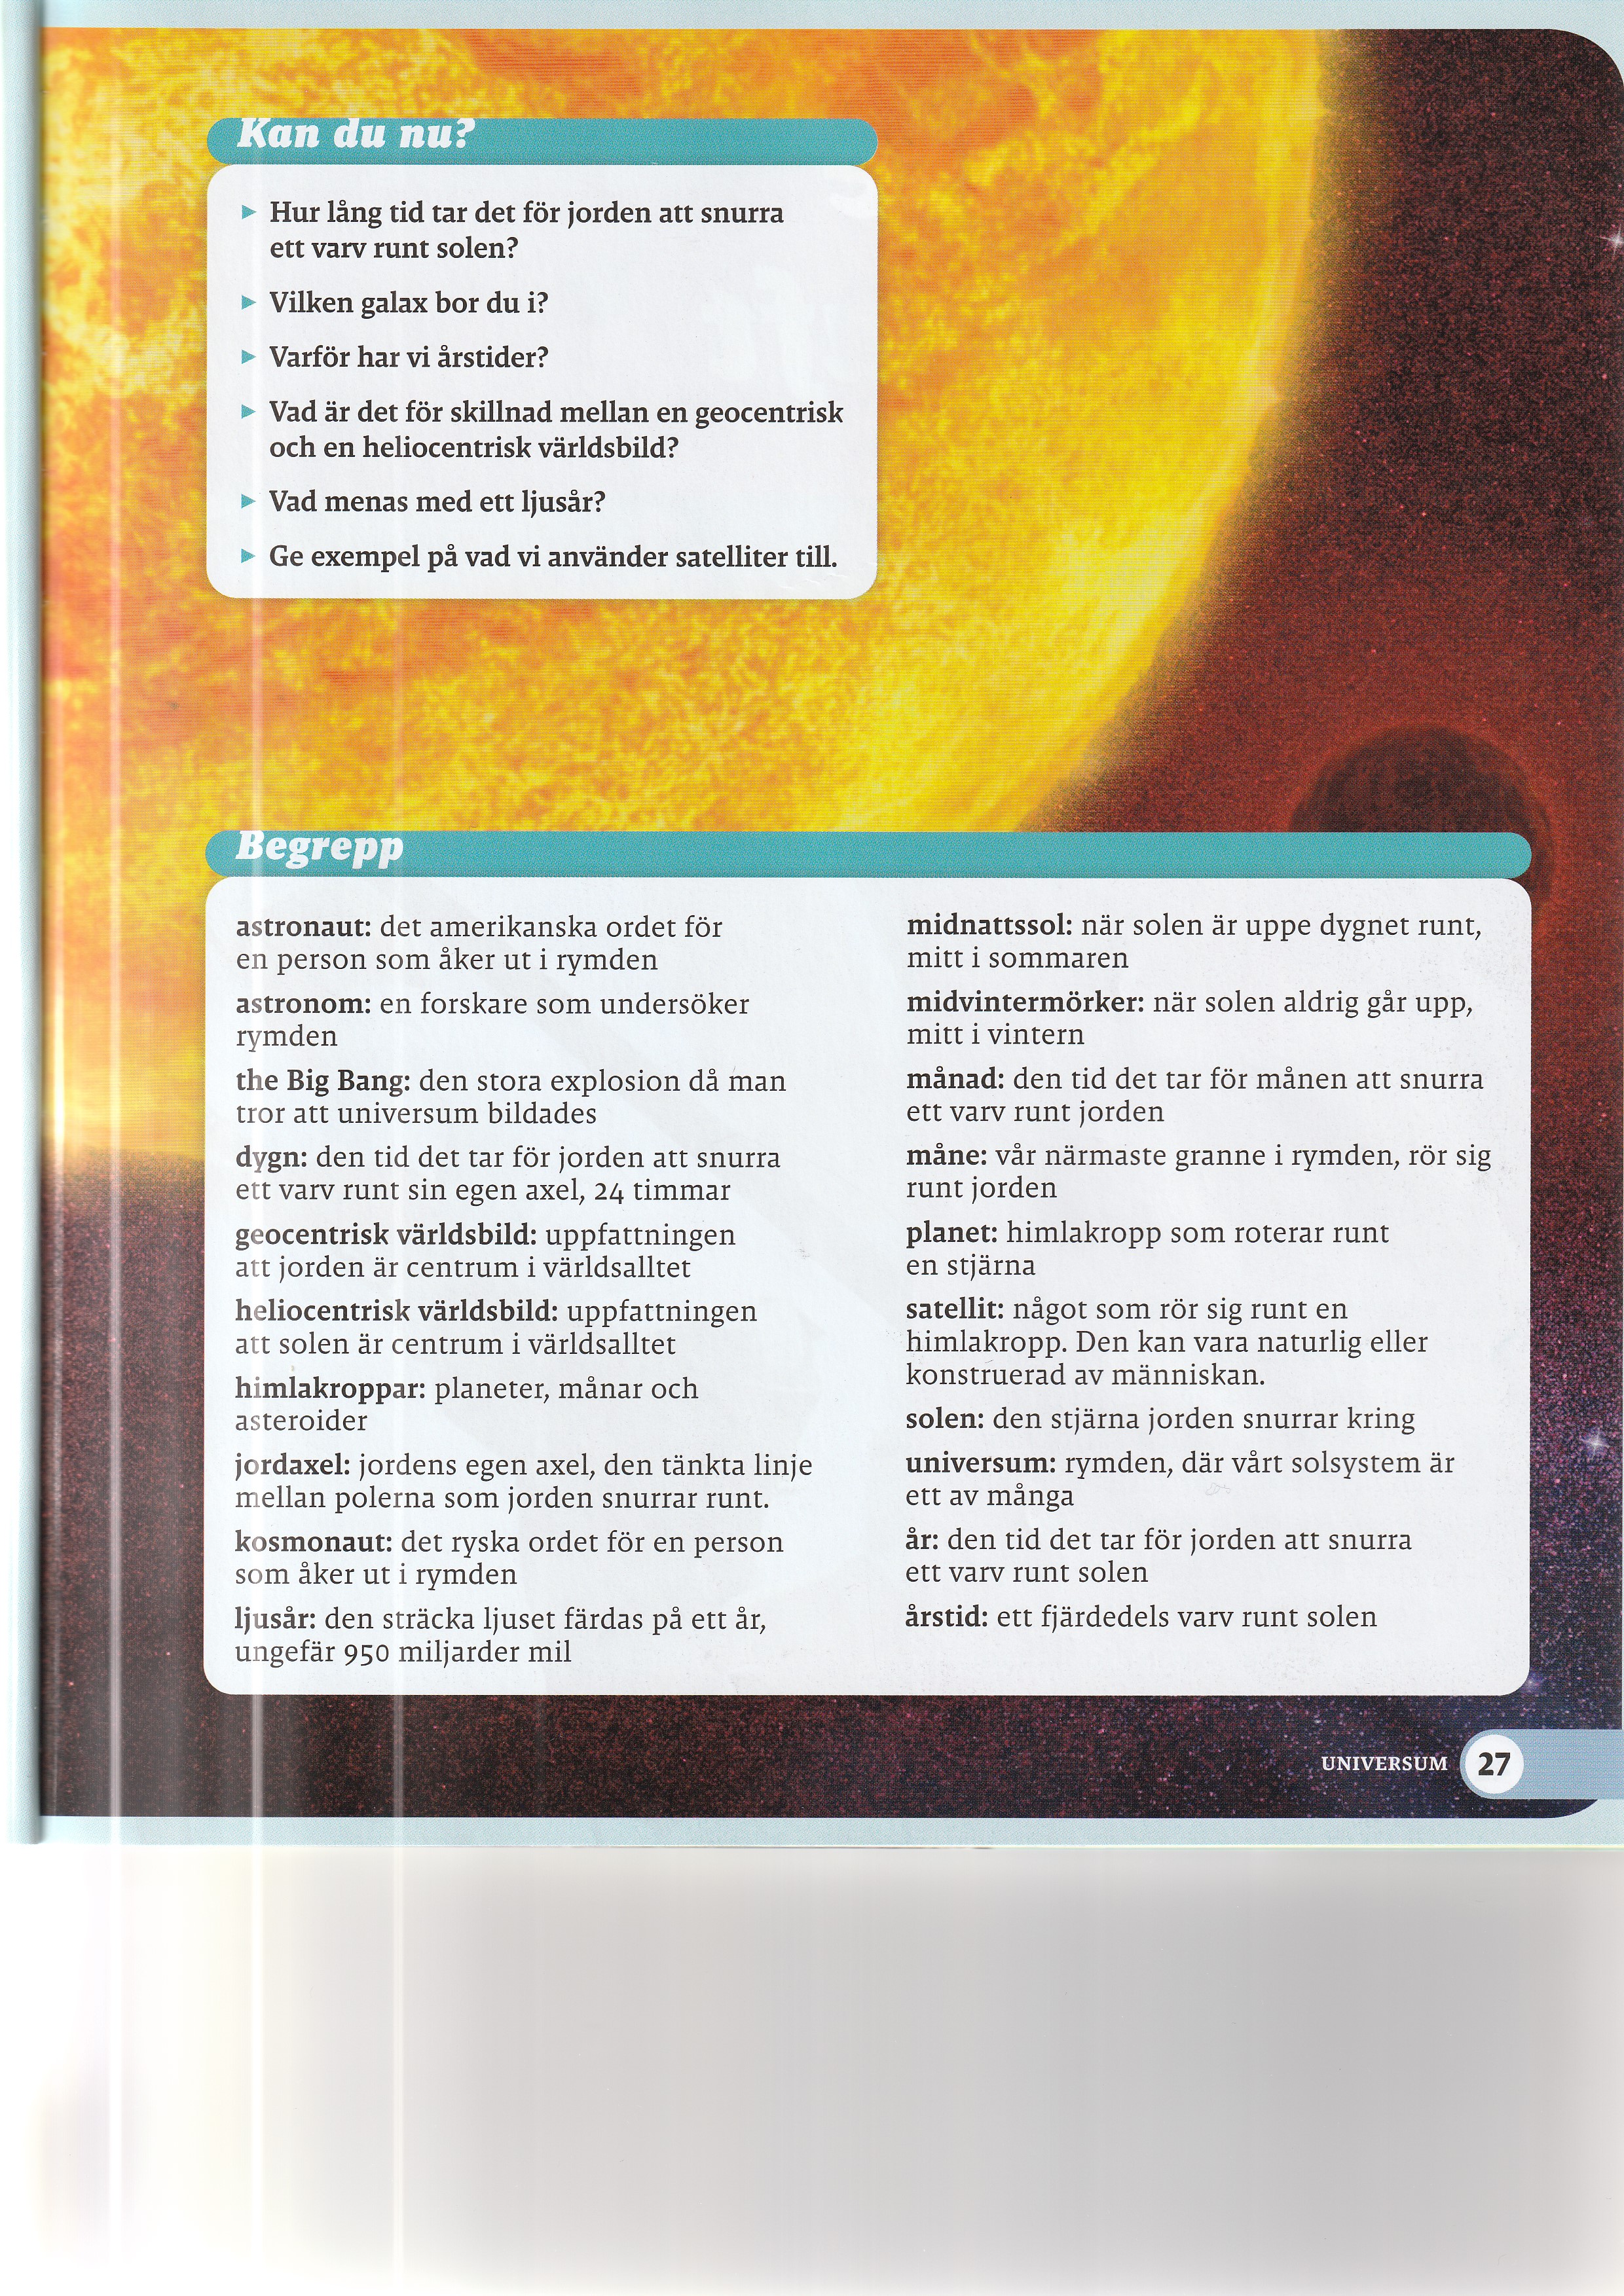 Kan du nu?
► Hur lång tid tar det för jorden att snurra
ett varv runt solen?
► Vilken galax bor du i?
► Varför har vi årstider?
► Vad är det för skillnad mellan en geocentrisk
och en heliocentrisk världsbild?
► Vad menas med ett ljusår?
► Ge exempel på vad vi använder satelliter till.
Begrepp
astronaut: det amerikanska ordet för
en person som åker ut i rymden
astronom: en forskare som undersöker
rymden
the Big Bang: den stora explosion då man
tror att universum bildades
dygn: den tid det tar för jorden att snurra
ett varv runt sin egen axel, 24 timmar
geocentrisk världsbild: uppfattningen
att jorden är centrum i världsalltet
heliocentrisk världsbild: uppfattningen
att solen är centrum i världsalltet
himlakroppar: planeter, månar och
asteroider
jordaxel: jordens egen axel, den tänkta linje
mellan polerna som jorden snurrar runt.
kosmonaut: det ryska ordet för en person
som åker ut i rymden
ljusår: den sträcka ljuset färdas på ett år,
ungefär 950 miljarder mil
midnattssol: när solen är uppe dygnet runt,
mitt i sommaren
midvintermörker: när solen aldrig går upp,
mitt i vintern
månad: den tid det tar för månen att snurra
ett varv runt jorden
måne: vår närmaste granne i rymden, rör sig
runt jorden
planet: himlakropp som roterar runt
en stjärna
satellit: något som rör sig runt en
himlakropp. Den kan vara naturlig eller
konstruerad av människan.
solen: den stjärna jorden snurrar kring
universum: rymden, där vårt solsystem är
ett av många
år: den tid det tar för jorden att snurra
ett varv runt solen
årstid: ett fjärdedels varv runt solen
UNIVERSUM 27